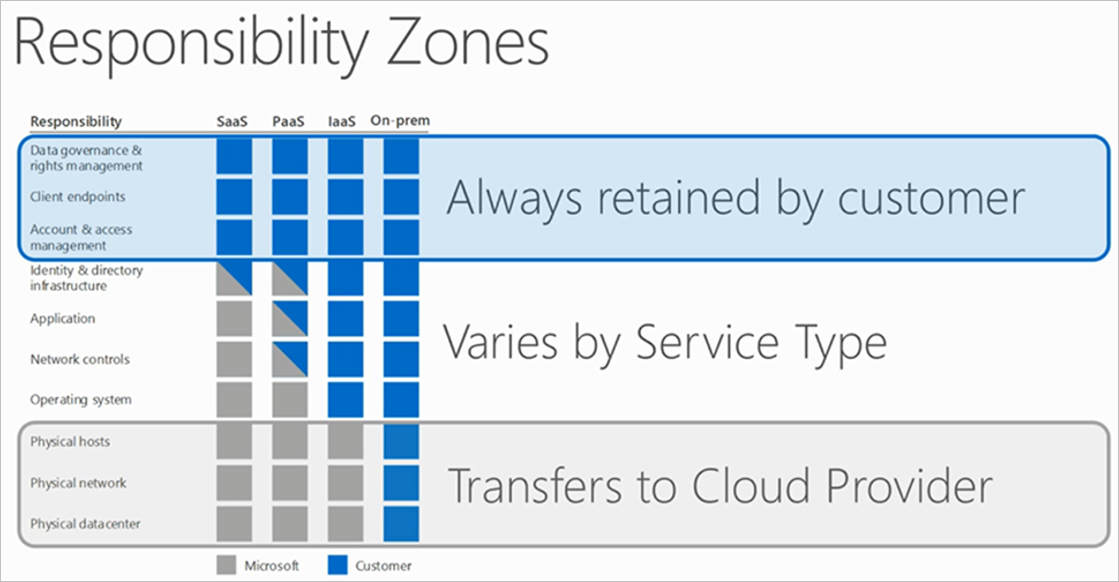 Responsibility Zones
Responsibility SaaS PaaS IaaS On-prem
Data governance &
rights management
Client endpoints
Account & access
management
Always retained by customer
Identity & directory
infrastructure
Application
Network controls
Operating system
Varies by Service Type
Physical hosts
Physical network
Physical datacenter
Transfers to Cloud Provider
Microsoft Customer